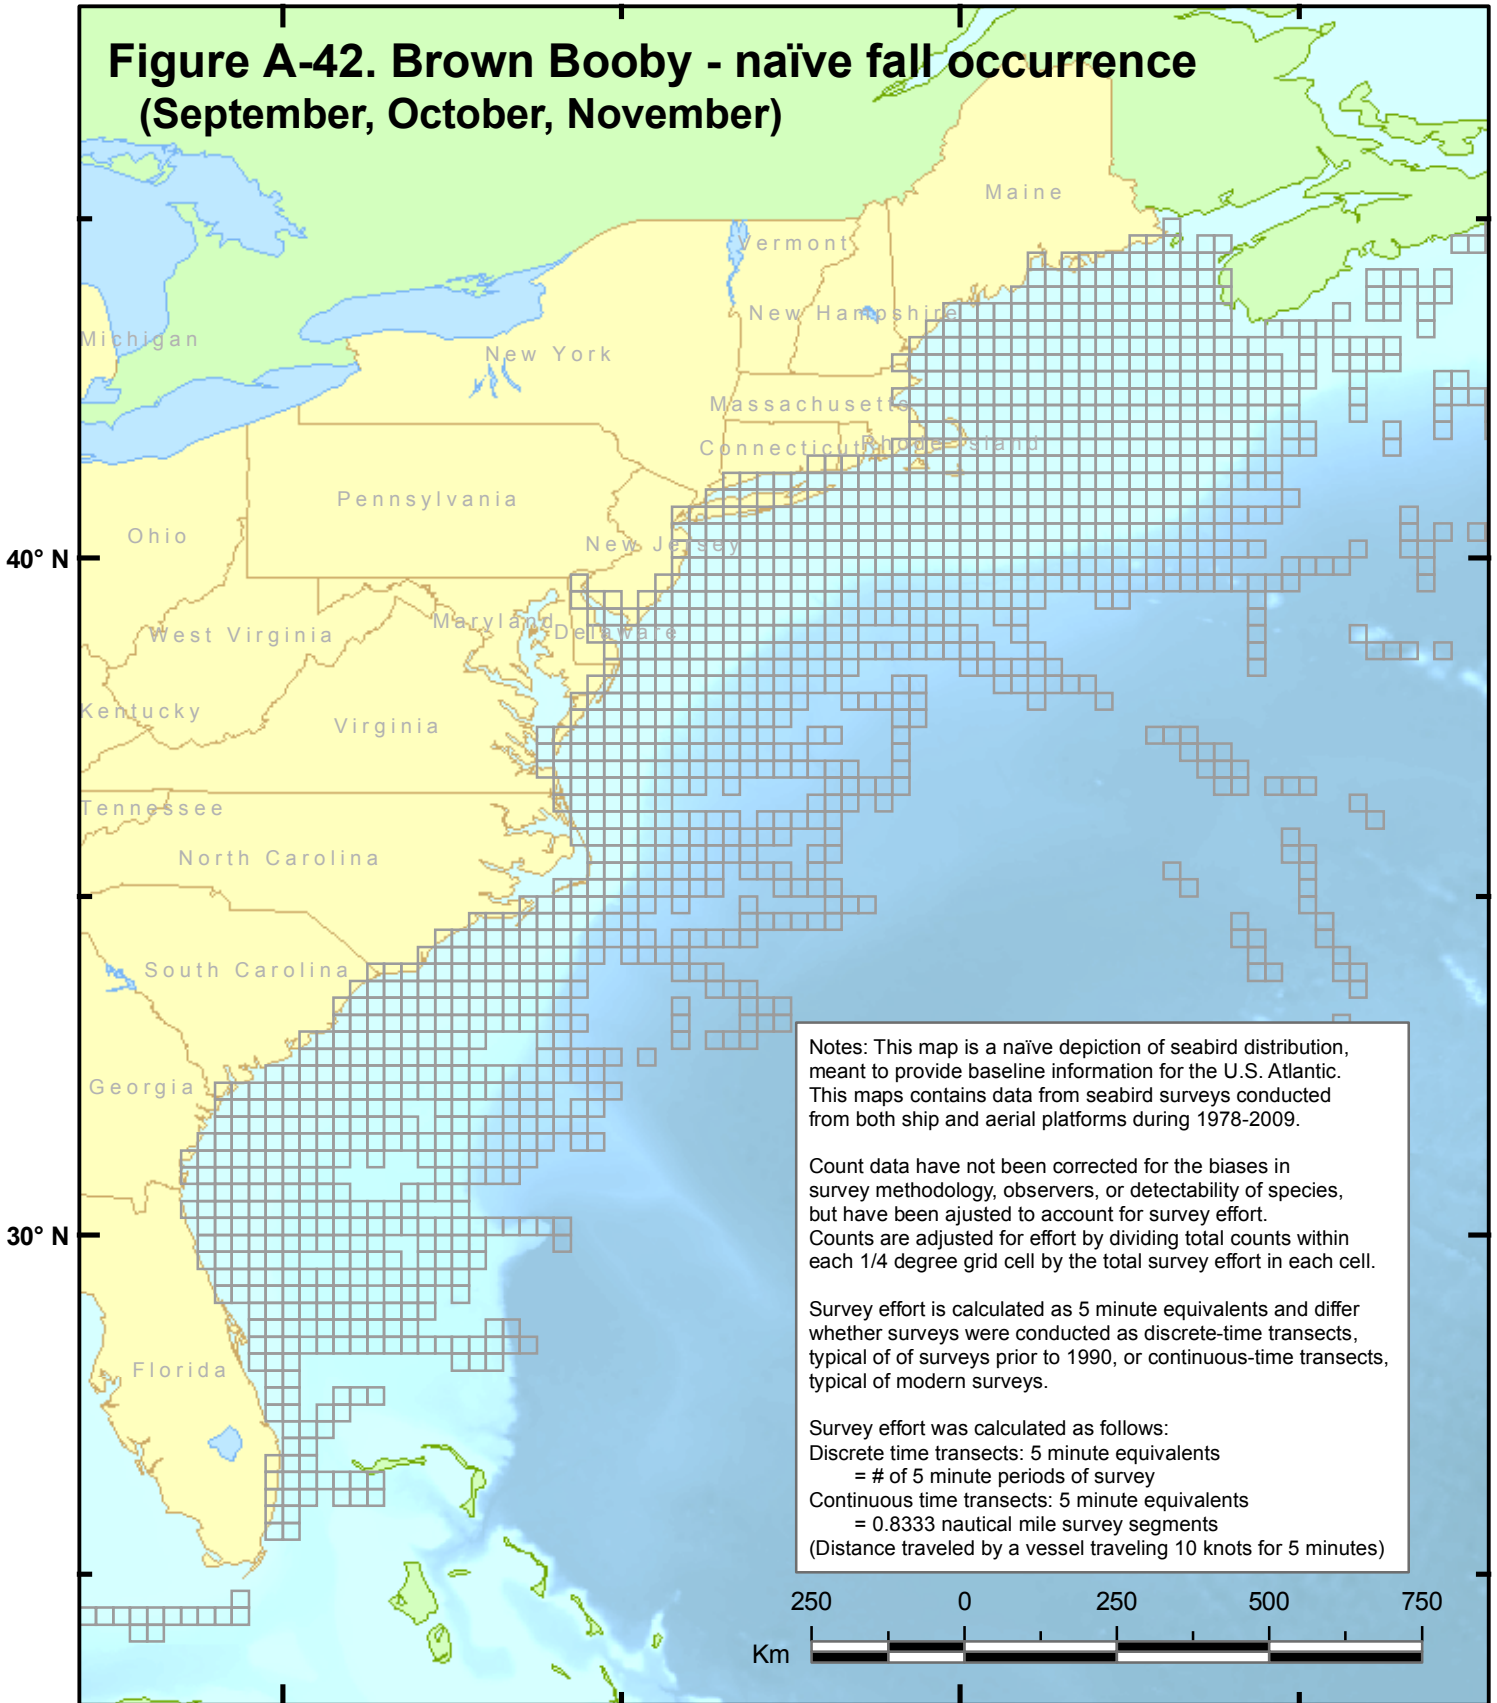 Figure A-42. Brown Booby - naïve fall occurrence
(September, October, November)
Maine
Vermont
New Hampshire
Michigan
New York
Massachusetts
Connecticut
Rhode Island
Pennsylvania
Ohio
New Jersey
40° N
West Virginia
Maryland
Delaware
Kentucky
Virginia
Tennessee
North Carolina
South Carolina
Georgia
30° N
Florida
Notes: This map is a naïve depiction of seabird distribution,
meant to provide baseline information for the U.S. Atlantic.
This maps contains data from seabird surveys conducted
from both ship and aerial platforms during 1978-2009.
Count data have not been corrected for the biases in
survey methodology, observers, or detectability of species,
but have been ajusted to account for survey effort.
Counts are adjusted for effort by dividing total counts within
each 1/4 degree grid cell by the total survey effort in each cell.
Survey effort is calculated as 5 minute equivalents and differ
whether surveys were conducted as discrete-time transects,
typical of of surveys prior to 1990, or continuous-time transects,
typical of modern surveys.
Survey effort was calculated as follows:
Discrete time transects: 5 minute equivalents
= # of 5 minute periods of survey
Continuous time transects: 5 minute equivalents
= 0.8333 nautical mile survey segments
(Distance traveled by a vessel traveling 10 knots for 5 minutes)
250 0 250 500 750
Km